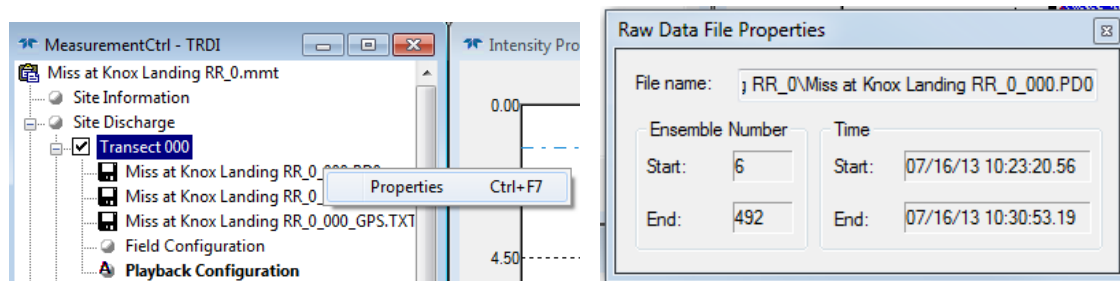 MeasurementCtrl - TRDI
Miss at Knox Landing RR_0.mmt
Site Information
Site Discharge
Transect 000
Miss at Knox Landing RR_0_000.PD0
Miss at Knox Landing RR_
Miss at Knox Landing RR_0_000_GPS.TXT
Field Configuration
Playback Configuration
Properties Ctrl+F7
Intensity Pro
0.00
4.50
Raw Data File Properties
File name: RR_0\Miss at Knox Landing RR_0_000.PD0
Ensemble Number Time
Start: 6 Start: 07/16/13 10:23:20.56
End: 492 End: 07/16/13 10:30:53.19